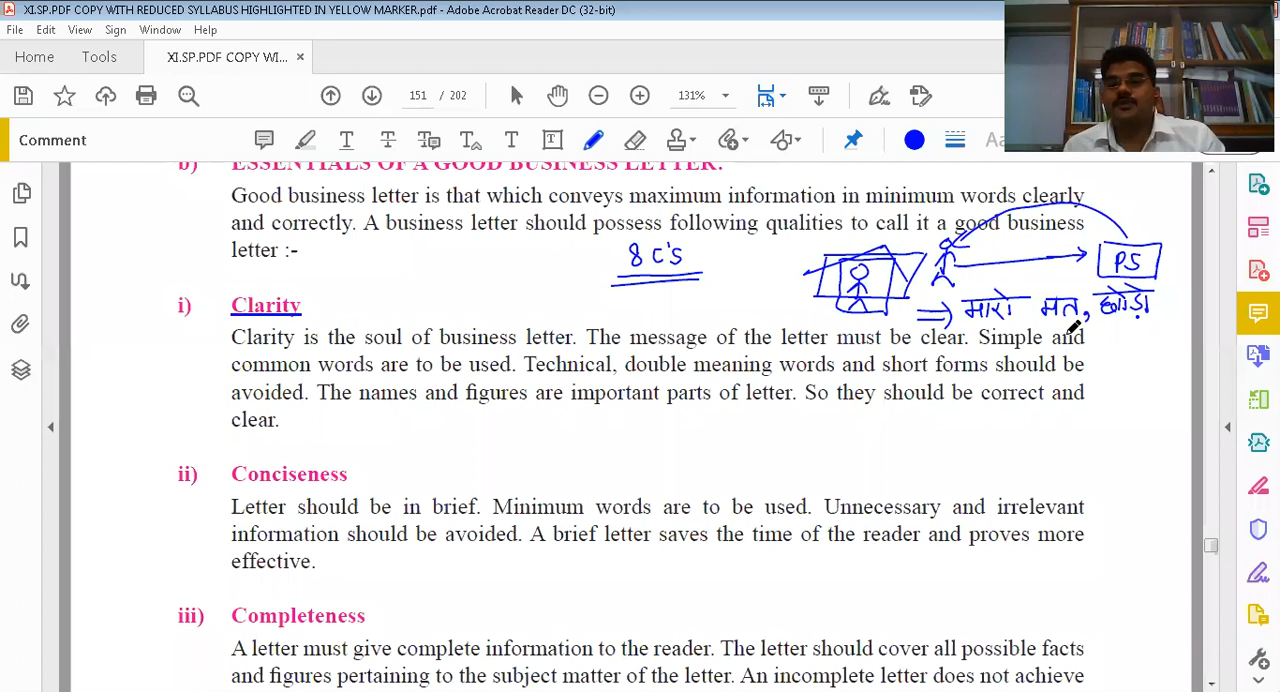 XI.SP.PDF COPY WITH REDUCED SYLLABUS HIGHLIGHTED IN YELLOW MARKER.pdf - Adobe Acrobat Reader DC (32-bit)
File Edit View Sign Window Help
Home Tools XI.SP.PDF COPY WI... ×
151 / 202 131%
Comment
b) ESSENTIALS OF A GOOD BUSINESS LETTER:
Good business letter is that which conveys maximum information in minimum words clearly
and correctly. A business letter should possess following qualities to call it a good business
letter :-
8 C'S
PS
⇒ मारो मत, छोड़ो
i) Clarity
Clarity is the soul of business letter. The message of the letter must be clear. Simple and
common words are to be used. Technical, double meaning words and short forms should be
avoided. The names and figures are important parts of letter. So they should be correct and
clear.
ii) Conciseness
Letter should be in brief. Minimum words are to be used. Unnecessary and irrelevant
information should be avoided. A brief letter saves the time of the reader and proves more
effective.
iii) Completeness
A letter must give complete information to the reader. The letter should cover all possible facts
and figures pertaining to the subject matter of the letter. An incomplete letter does not achieve